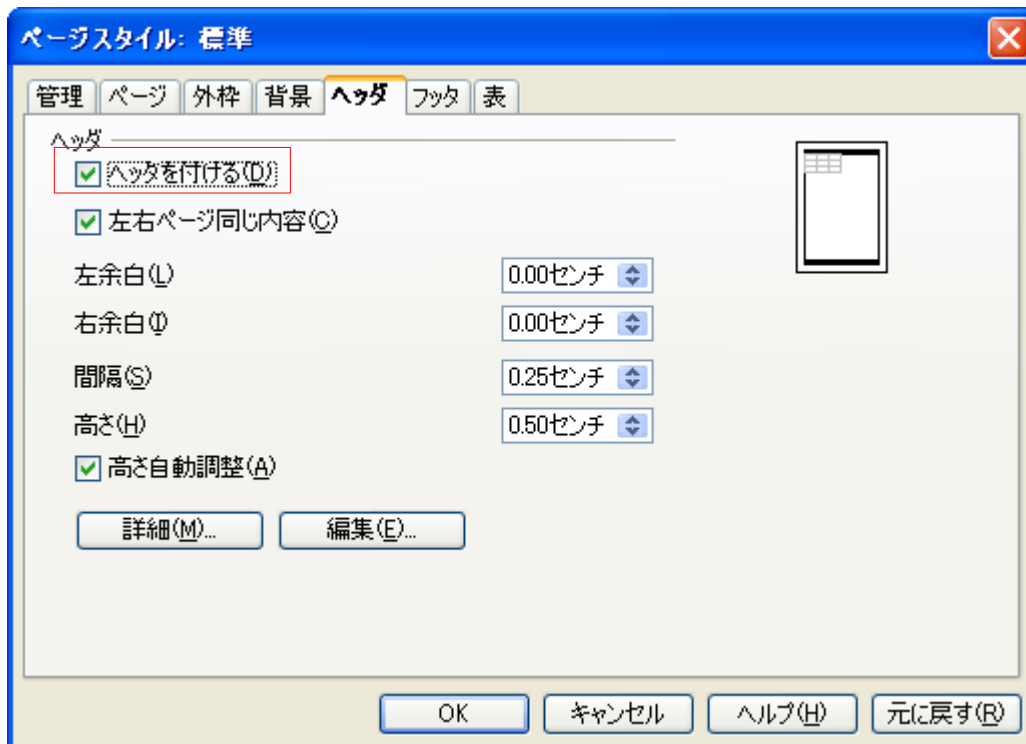 ページスタイル: 標準
管理 ページ 外枠 背景 ヘッダ フッタ 表
ヘッダ
ヘッダを付ける(D)
左右ページ同じ内容(C)
左余白(L) 0.00センチ
右余白(I) 0.00センチ
間隔(S) 0.25センチ
高さ(H) 0.50センチ
高さ自動調整(A)
詳細(M)... 編集(E)...
OK キャンセル ヘルプ(H) 元に戻す(R)